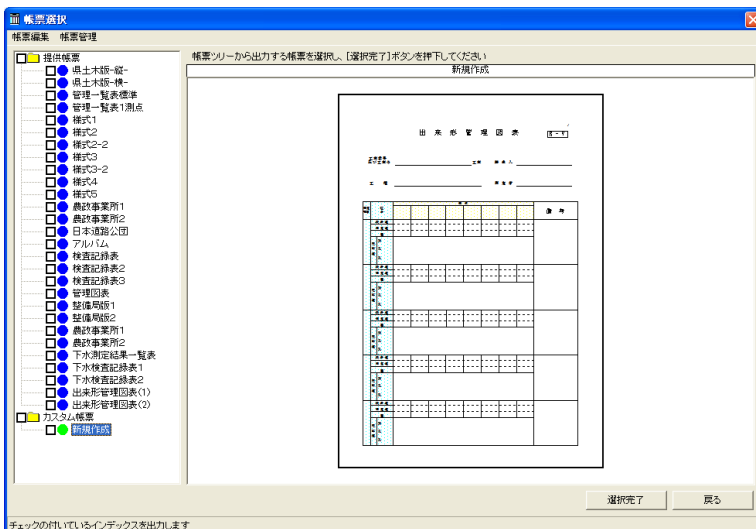 帳票選択
帳票編集 帳票管理
提供帳票
県土木版-縦-
県土木版-横-
管理一覧表標準
管理一覧表1測点
様式1
様式2
様式2-2
様式3
様式3-2
様式4
様式5
農政事業所1
農政事業所2
日本道路公団
アルバム
検査記録表
検査記録表2
検査記録表3
管理図表
整備局版1
整備局版2
農政事業所1
農政事業所2
下水測定結果一覧表
下水検査記録表1
下水検査記録表2
出来形管理図表(1)
出来形管理図表(2)
カスタム帳票
新規作成
帳票ツリーから出力する帳票を選択し、[選択完了]ボタンを押下してください
新規作成
出来形管理図表
工種
備考
選択完了 戻る
チェックの付いているインデックスを出力します